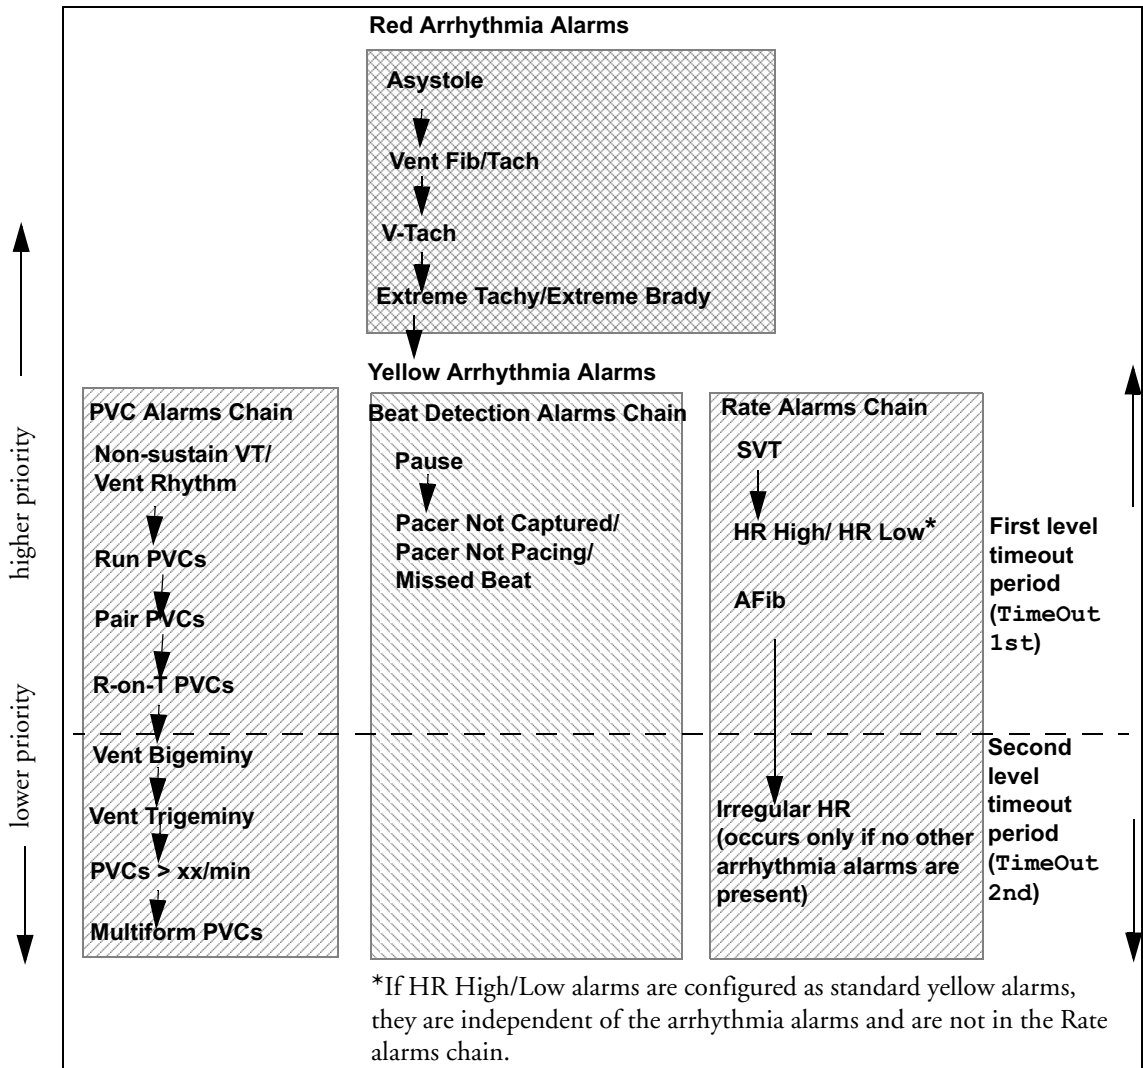 Red Arrhythmia Alarms
Asystole
Vent Fib/Tach
V-Tach
Extreme Tachy/Extreme Brady
Yellow Arrhythmia Alarms
higher priority
lower priority
PVC Alarms Chain
Non-sustain VT/
Vent Rhythm
Run PVCs
Pair PVCs
R-on-T PVCs
Vent Bigeminy
Vent Trigeminy
PVCs > xx/min
Multiform PVCs
Beat Detection Alarms Chain
Pause
Pacer Not Captured/
Pacer Not Pacing/
Missed Beat
Rate Alarms Chain
SVT
HR High/ HR Low*
AFib
Irregular HR
(occurs only if no other
arrhythmia alarms are
present)
First level
timeout
period
(TimeOut
1st)
Second
level
timeout
period
(TimeOut
2nd)
*If HR High/Low alarms are configured as standard yellow alarms,
they are independent of the arrhythmia alarms and are not in the Rate
alarms chain.